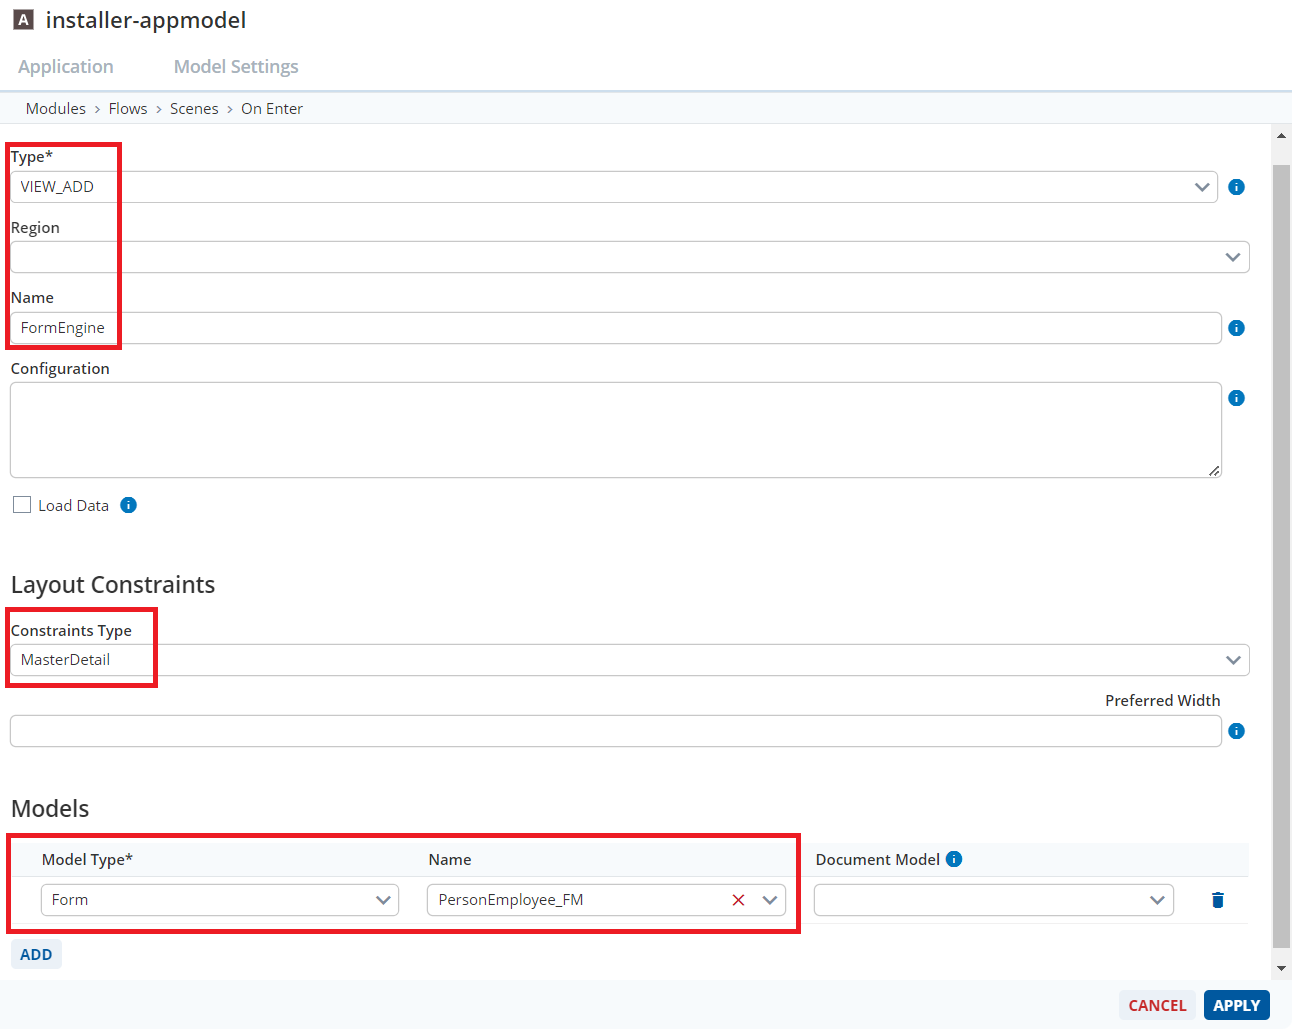 A installer-appmodel
Application Model Settings
Modules > Flows > Scenes > On Enter
Type*
VIEW_ADD
Region
Name
FormEngine
Configuration
Load Data
Layout Constraints
Constraints Type
MasterDetail
Preferred Width
Models
Model Type* Name Document Model
Form PersonEmployee_FM
ADD
CANCEL APPLY